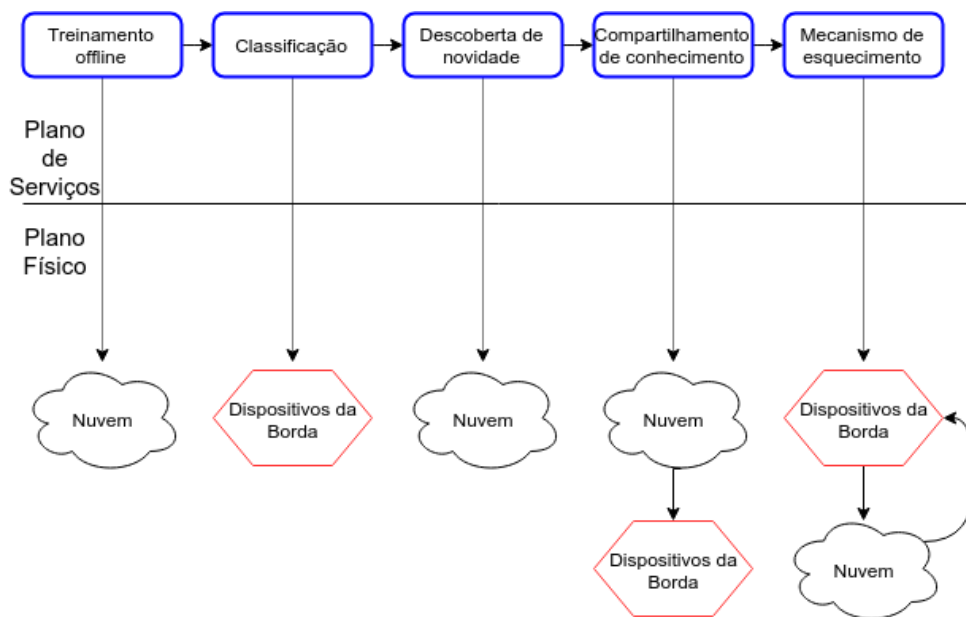 Treinamento
offline
Classificação
Descoberta de
novidade
Compartilhamento
de conhecimento
Mecanismo de
esquecimento
Plano
de
Serviços
Plano
Físico
Nuvem
Dispositivos da
Borda
Nuvem
Nuvem
Dispositivos da
Borda
Dispositivos da
Borda
Nuvem